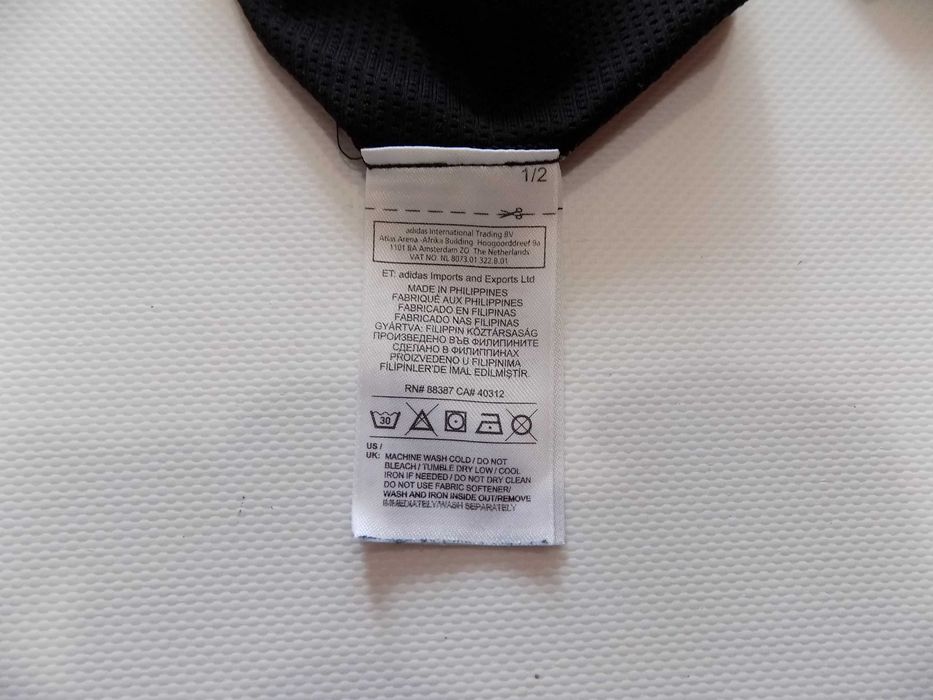 1/2
adidas International Trading BV
Atlas Arena -Afrika Building Hoogoorddreef 9a
1101 BA Amsterdam ZO The Netherlands
VAT NO. NL 8073.01.322.B.01
ET: adidas Imports and Exports Ltd
MADE IN PHILIPPINES
FABRIQUÉ AUX PHILIPPINES
FABRICADO EN FILIPINAS
FABRICADO NAS FILIPINAS
GYÁRTVA: FILIPPIN KÖZTÁRSASÁG
ПРОИЗВЕДЕНО ВЪВ ФИЛИПИНИТЕ
СДЕЛАНО В ФИЛИППИНАХ
PROIZVEDENO U FILIPINIMA
FİLİPİNLER'DE IMAL EDİLMİŞTİR.
RN# 88387 CA# 40312
30
US /
UK: MACHINE WASH COLD / DO NOT
BLEACH / TUMBLE DRY LOW / COOL
IRON IF NEEDED / DO NOT DRY CLEAN
DO NOT USE FABRIC SOFTENER/
WASH AND IRON INSIDE OUT/REMOVE
IMMEDIATELY/WASH SEPARATELY